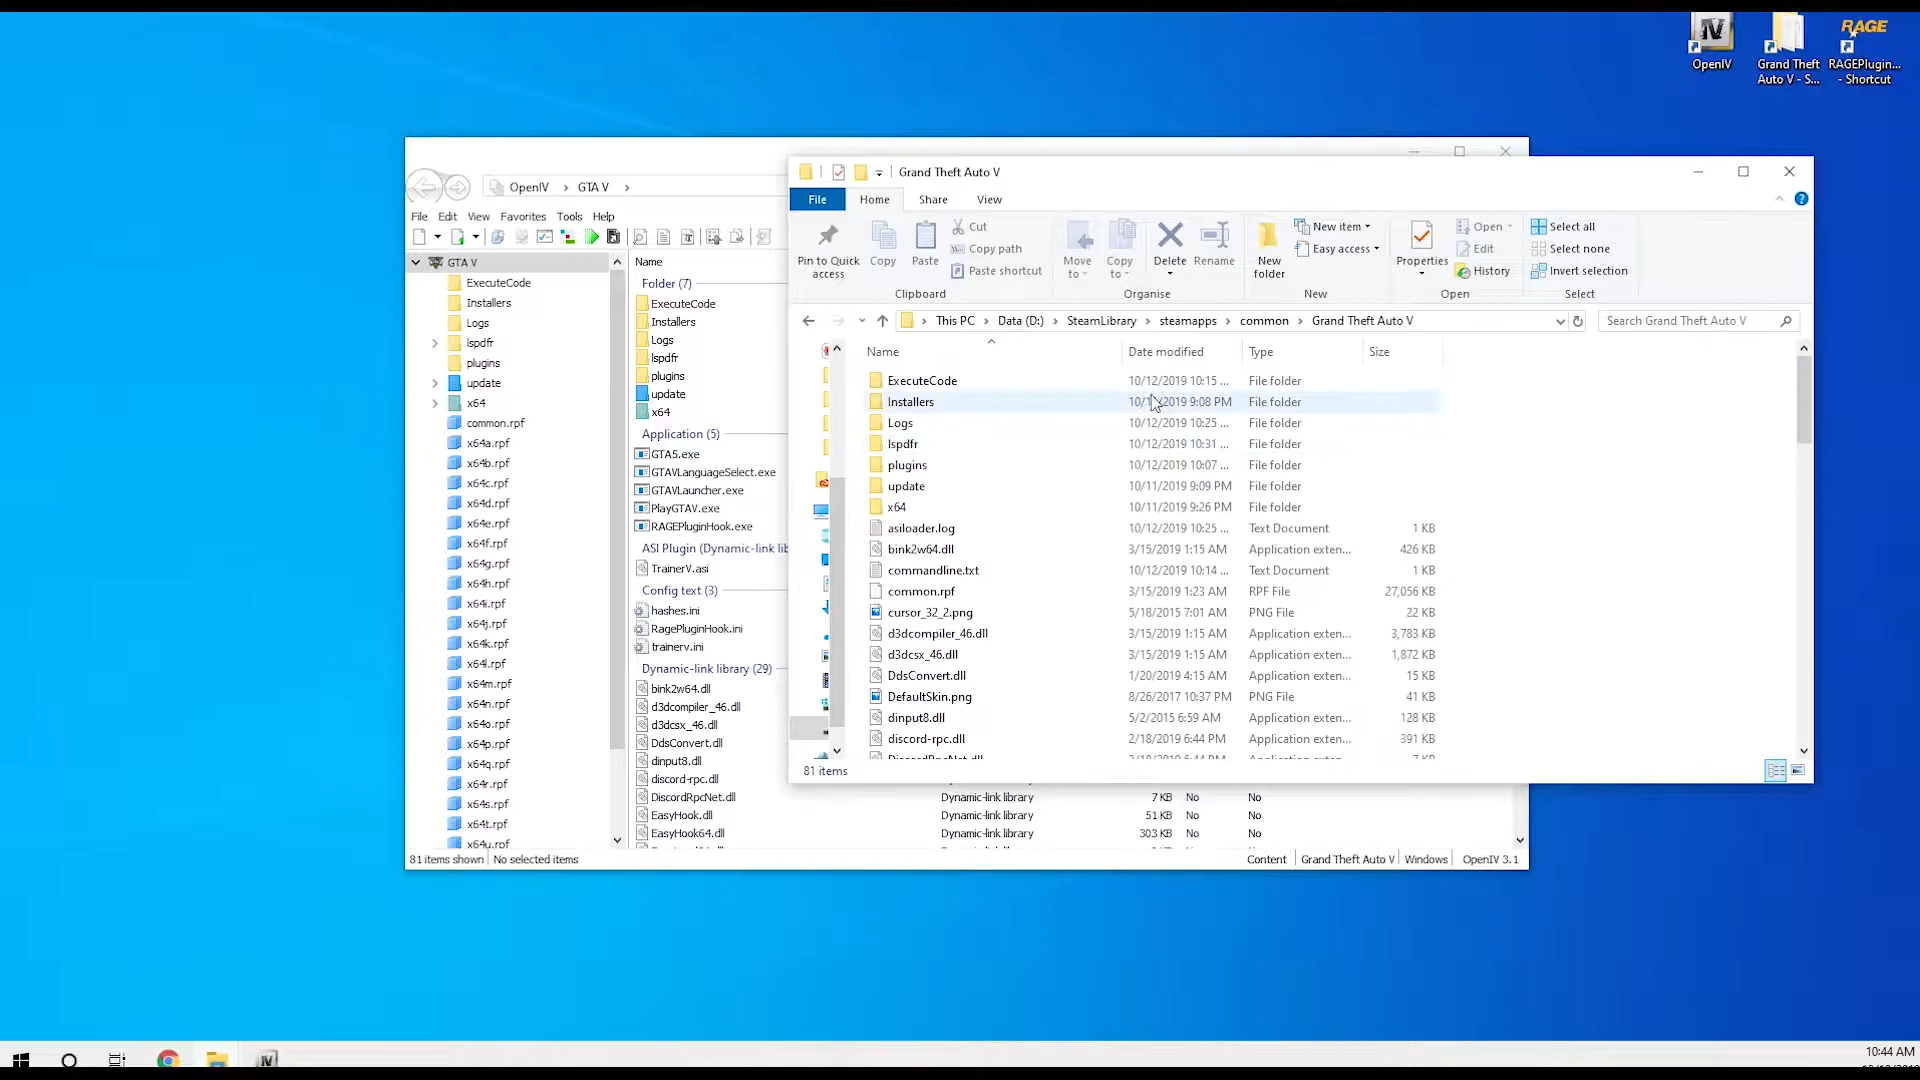 OpenIV
Grand Theft
Auto V - S...
RAGE
RAGEPlugin...
- Shortcut
OpenIV
GTA V
File
Edit
View
Favorites
Tools
Help
GTA V
ExecuteCode
Installers
Logs
lspdfr
plugins
update
x64
common.rpf
x64a.rpf
x64b.rpf
x64c.rpf
x64d.rpf
x64e.rpf
x64f.rpf
x64g.rpf
x64h.rpf
x64i.rpf
x64j.rpf
x64k.rpf
x64l.rpf
x64m.rpf
x64n.rpf
x64o.rpf
x64p.rpf
x64q.rpf
x64r.rpf
x64s.rpf
x64t.rpf
x64u.rpf
Name
Folder (7)
ExecuteCode
Installers
Logs
lspdfr
plugins
update
x64
Application (5)
GTA5.exe
GTAVLanguageSelect.exe
GTAVLauncher.exe
PlayGTAV.exe
RAGEPluginHook.exe
ASI Plugin (Dynamic-link lib
TrainerV.asi
Config text (3)
hashes.ini
RagePluginHook.ini
trainerv.ini
Dynamic-link library (29)
bink2w64.dll
d3dcompiler_46.dll
d3dcsx_46.dll
DdsConvert.dll
dinput8.dll
discord-rpc.dll
DiscordRpcNet.dll Dynamic-link library 7 KB No No
EasyHook.dll Dynamic-link library 51 KB No No
EasyHook64.dll Dynamic-link library 303 KB No No
81 items shown
No selected items
Content
Grand Theft Auto V
Windows
OpenIV 3.1
Grand Theft Auto V
File
Home
Share
View
Pin to Quick
access
Copy
Paste
Cut
Copy path
Paste shortcut
Clipboard
Move
to
Copy
to
Delete
Rename
Organise
New
folder
New item
Easy access
New
Properties
Open
Edit
History
Open
Select all
Select none
Invert selection
Select
This PC
Data (D:)
SteamLibrary
steamapps
common
Grand Theft Auto V
Search Grand Theft Auto V
Name Date modified Type Size
ExecuteCode 10/12/2019 10:15 ... File folder
Installers 2019 9:08 PM File folder
Logs 10/12/2019 10:25 ... File folder
lspdfr 10/12/2019 10:31 ... File folder
plugins 10/12/2019 10:07 ... File folder
update 10/11/2019 9:09 PM File folder
x64 10/11/2019 9:26 PM File folder
asiloader.log 10/12/2019 10:25 ... Text Document 1 KB
bink2w64.dll 3/15/2019 1:15 AM Application exten... 426 KB
commandline.txt 10/12/2019 10:14 ... Text Document 1 KB
common.rpf 3/15/2019 1:23 AM RPF File 27,056 KB
cursor_32_2.png 5/18/2015 7:01 AM PNG File 22 KB
d3dcompiler_46.dll 3/15/2019 1:15 AM Application exten... 3,783 KB
d3dcsx_46.dll 3/15/2019 1:15 AM Application exten... 1,872 KB
DdsConvert.dll 1/20/2019 4:15 AM Application exten... 15 KB
DefaultSkin.png 8/26/2017 10:37 PM PNG File 41 KB
dinput8.dll 5/2/2015 6:59 AM Application exten... 128 KB
discord-rpc.dll 2/18/2019 6:44 PM Application exten... 391 KB
81 items
10:44 AM